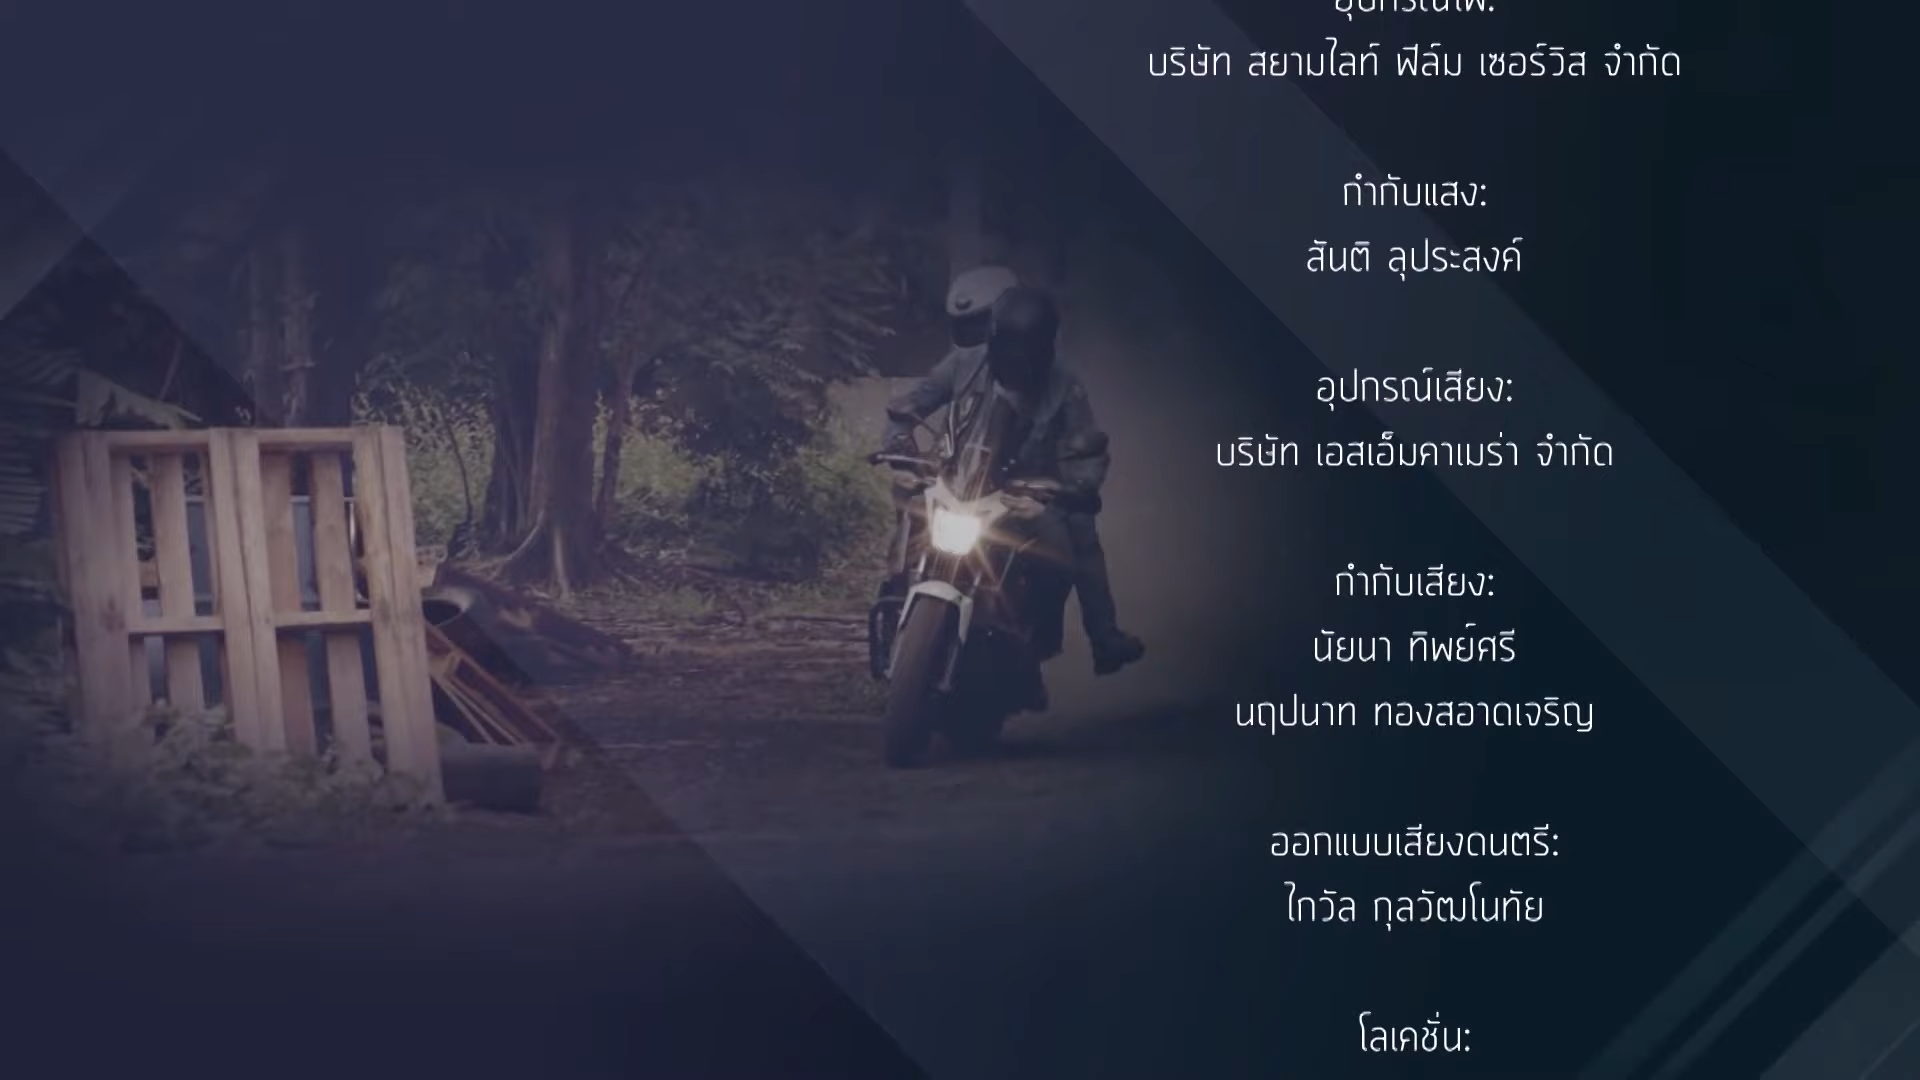 อุปกรณ์ไฟ:
บริษัท สยามไลท์ ฟิล์ม เซอร์วิส จำกัด
กำกับแสง:
สันติ ลุประสงค์
อุปกรณ์เสียง:
บริษัท เอสเอ็มคาเมร่า จำกัด
กำกับเสียง:
นัยนา ทิพย์ศรี
นฤปนาท ทองสอาดเจริญ
ออกแบบเสียงดนตรี:
ไกวัล กุลวัฒโนทัย
โลเคชั่น: